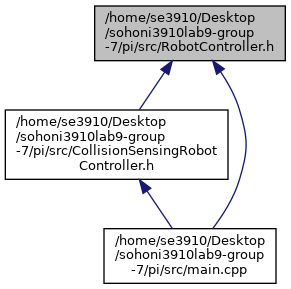 /home/se3910/Desktop
/sohoni3910lab9-group
-7/pi/src/RobotController.h
/home/se3910/Desktop
/sohoni3910lab9-group
-7/pi/src/CollisionSensingRobot
Controller.h
/home/se3910/Desktop
/sohoni3910lab9-group
-7/pi/src/main.cpp